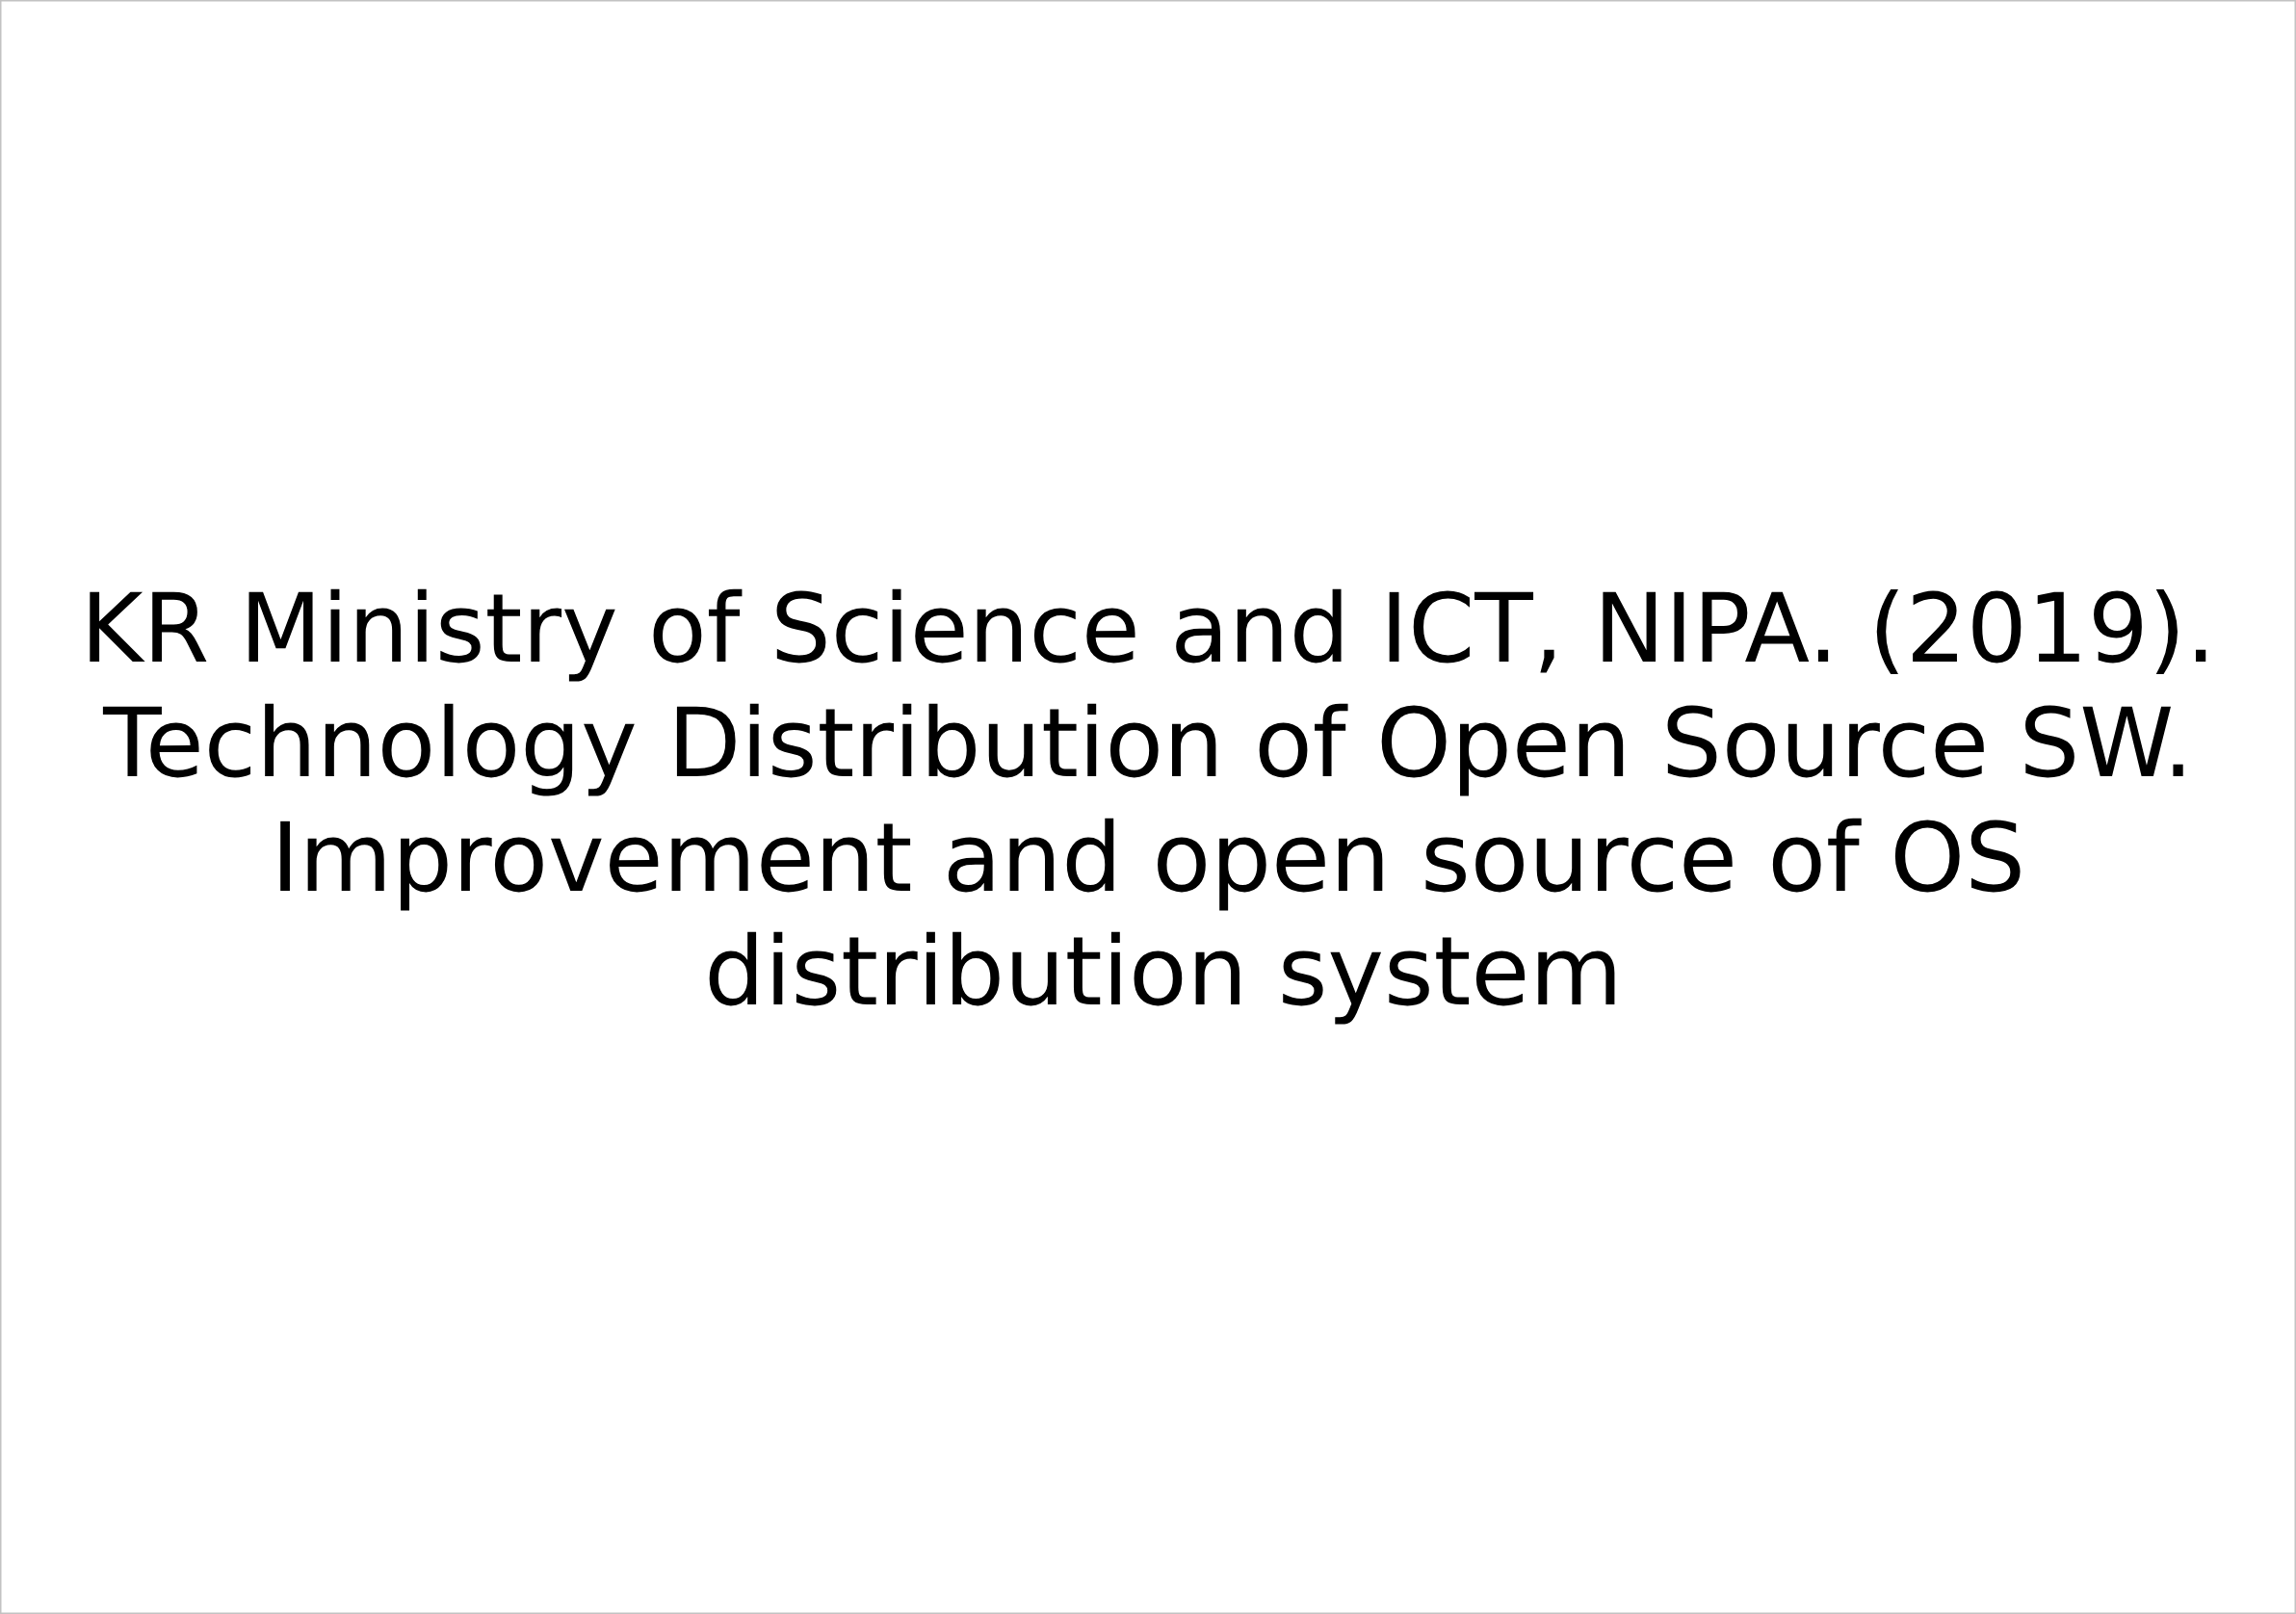 KR Ministry of Science and ICT, NIPA. (2019).
Technology Distribution of Open Source SW.
Improvement and open source of OS
distribution system